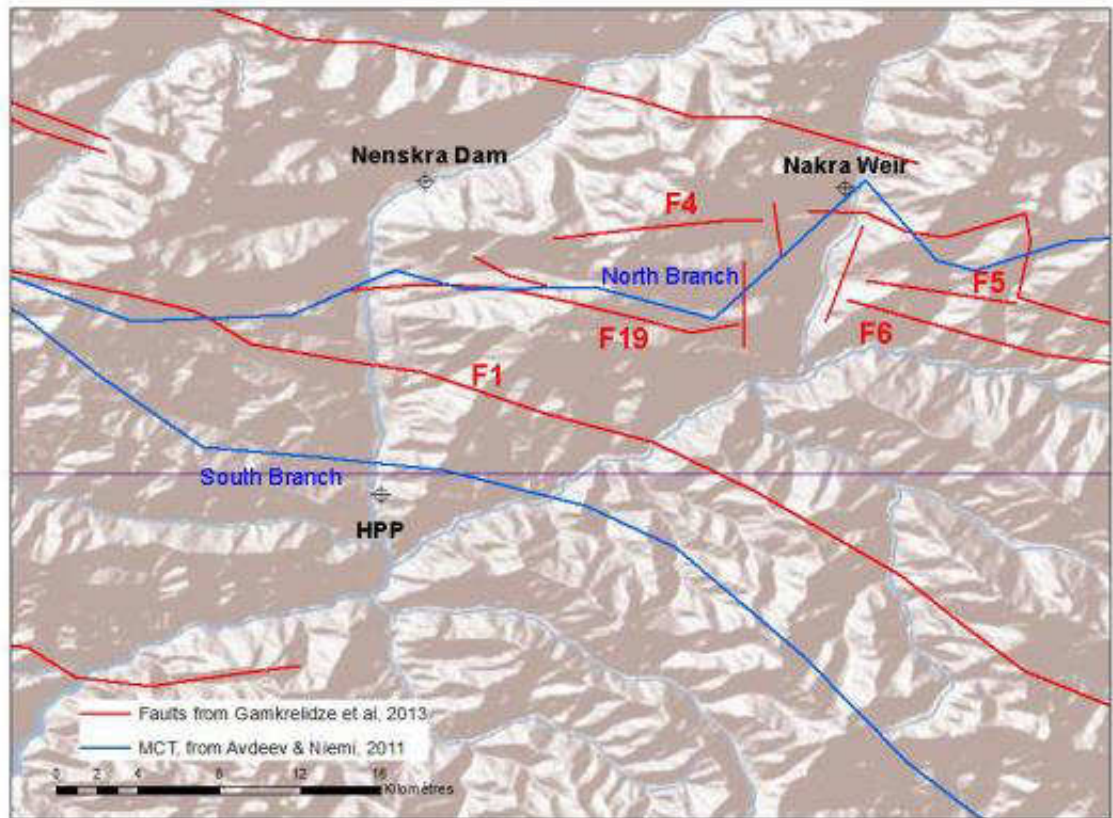 Nenskra Dam
Nakra Weir
F4
North Branch
F5
F19
F6
F1
South Branch
HPP
Faults from Gamkrelidze et al, 2013
MCT, from Avdeev & Niemi, 2011
0 2 4 8 12 16
Kilomètres